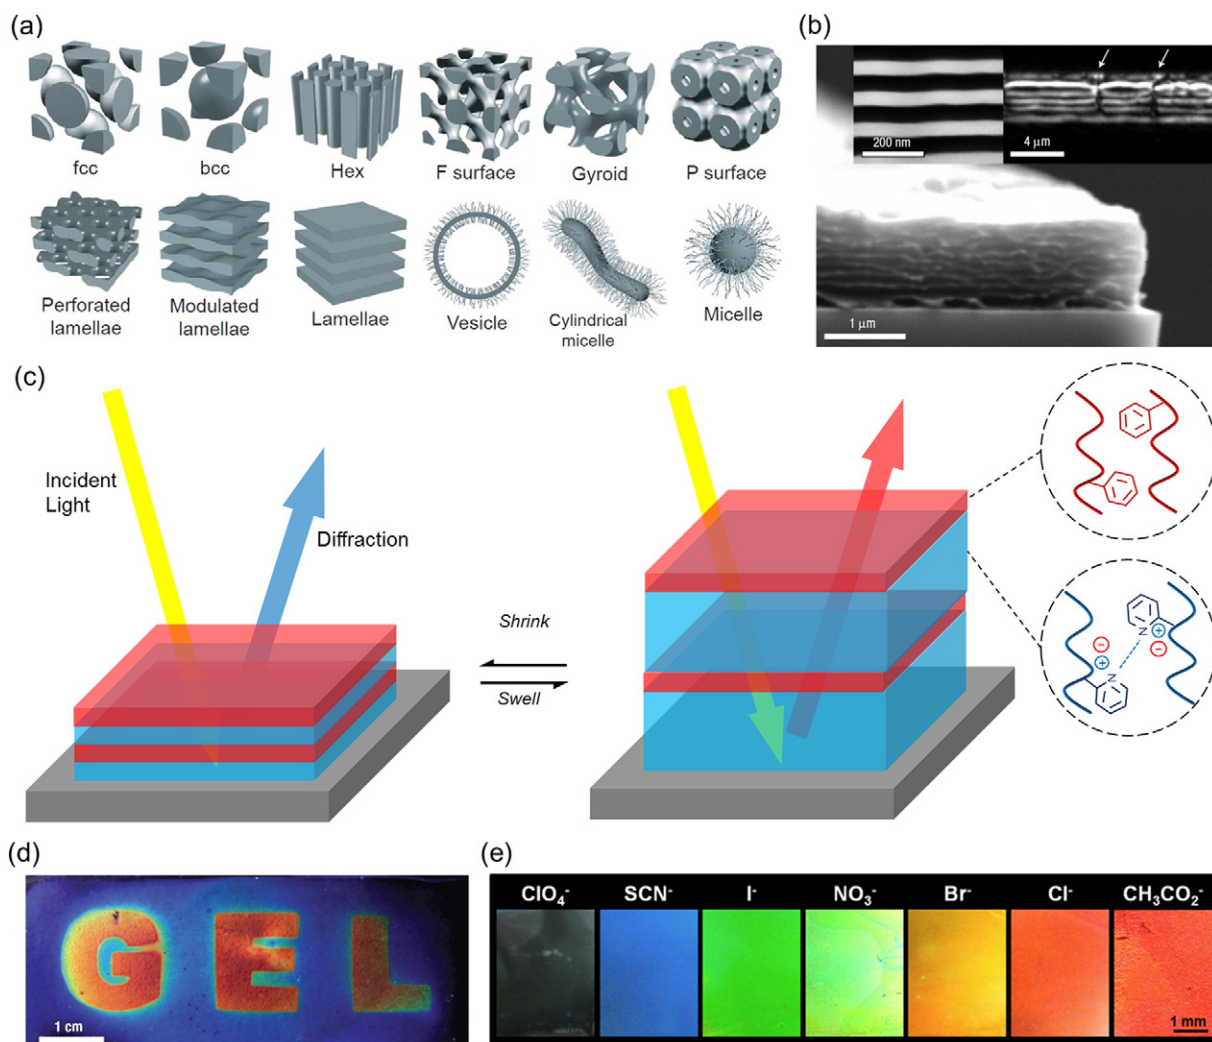 (a)
fcc
bcc
Hex
F surface
Gyroid
P surface
Perforated
lamellae
Modulated
lamellae
Lamellae
Vesicle
Cylindrical
micelle
Micelle
(b)
200 nm
4 μm
1 μm
(c)
Incident
Light
Diffraction
Shrink
Swell
N
+
−
−
+
N
(d)
GEL
1 cm
(e)
ClO₄⁻ SCN⁻ I⁻ NO₃⁻ Br⁻ Cl⁻ CH₃CO₂⁻
1 mm